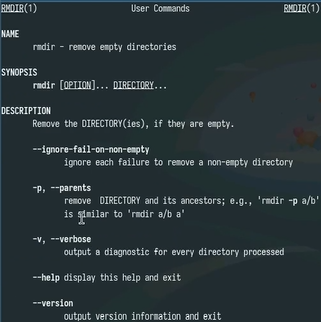 RMDIR(1) User Commands RMDIR(1)
NAME
rmdir - remove empty directories
SYNOPSIS
rmdir [OPTION]... DIRECTORY...
DESCRIPTION
Remove the DIRECTORY(ies), if they are empty.
--ignore-fail-on-non-empty
ignore each failure to remove a non-empty directory
-p, --parents
remove DIRECTORY and its ancestors; e.g., 'rmdir -p a/b'
is similar to 'rmdir a/b a'
-v, --verbose
output a diagnostic for every directory processed
--help display this help and exit
--version
output version information and exit